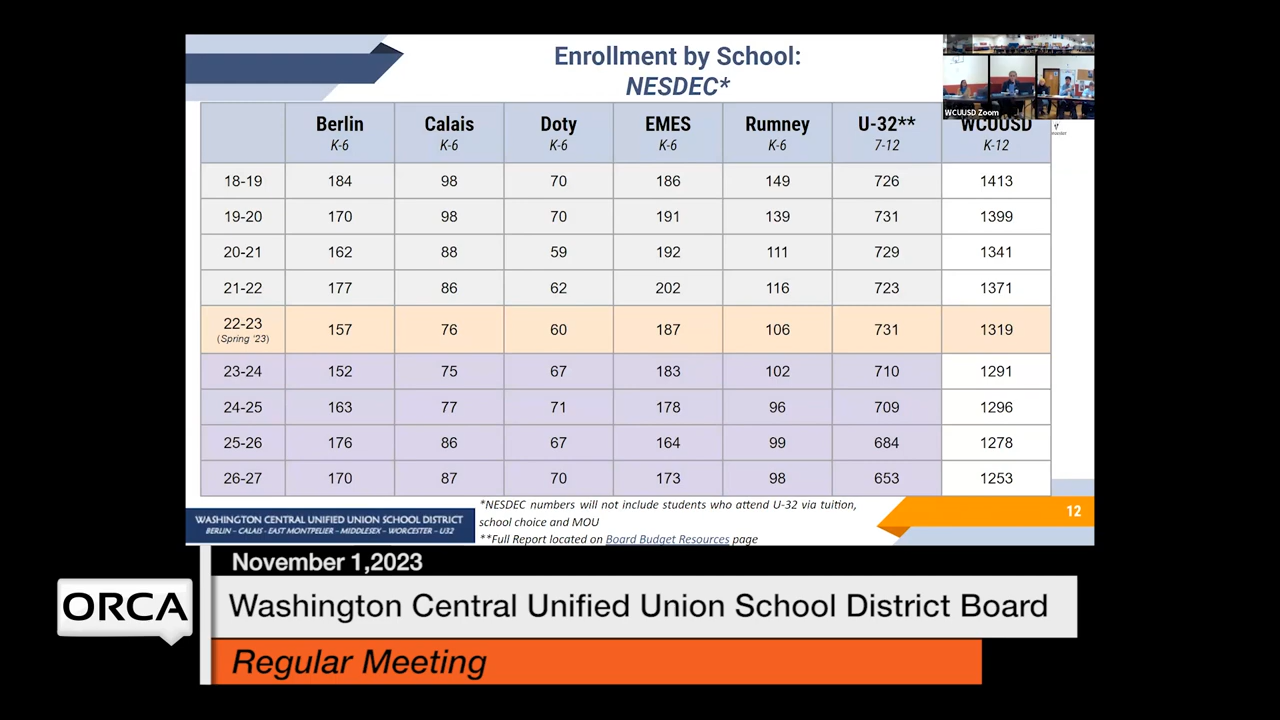 Enrollment by School:
NESDEC*
WCUUSD Zoom
Berlin Calais Doty EMES Rumney U-32** WCUUSD
K-6 K-6 K-6 K-6 K-6 7-12 K-12
18-19 184 98 70 186 149 726 1413
19-20 170 98 70 191 139 731 1399
20-21 162 88 59 192 111 729 1341
21-22 177 86 62 202 116 723 1371
22-23 157 76 60 187 106 731 1319
(Spring '23)
23-24 152 75 67 183 102 710 1291
24-25 163 77 71 178 96 709 1296
25-26 176 86 67 164 99 684 1278
26-27 170 87 70 173 98 653 1253
*NESDEC numbers will not include students who attend U-32 via tuition,
school choice and MOU
**Full Report located on Board Budget Resources page
12
WASHINGTON CENTRAL UNIFIED UNION SCHOOL DISTRICT
BERLIN – CALAIS - EAST MONTPELIER – MIDDLESEX – WORCESTER – U32
November 1,2023
ORCA
Washington Central Unified Union School District Board
Regular Meeting